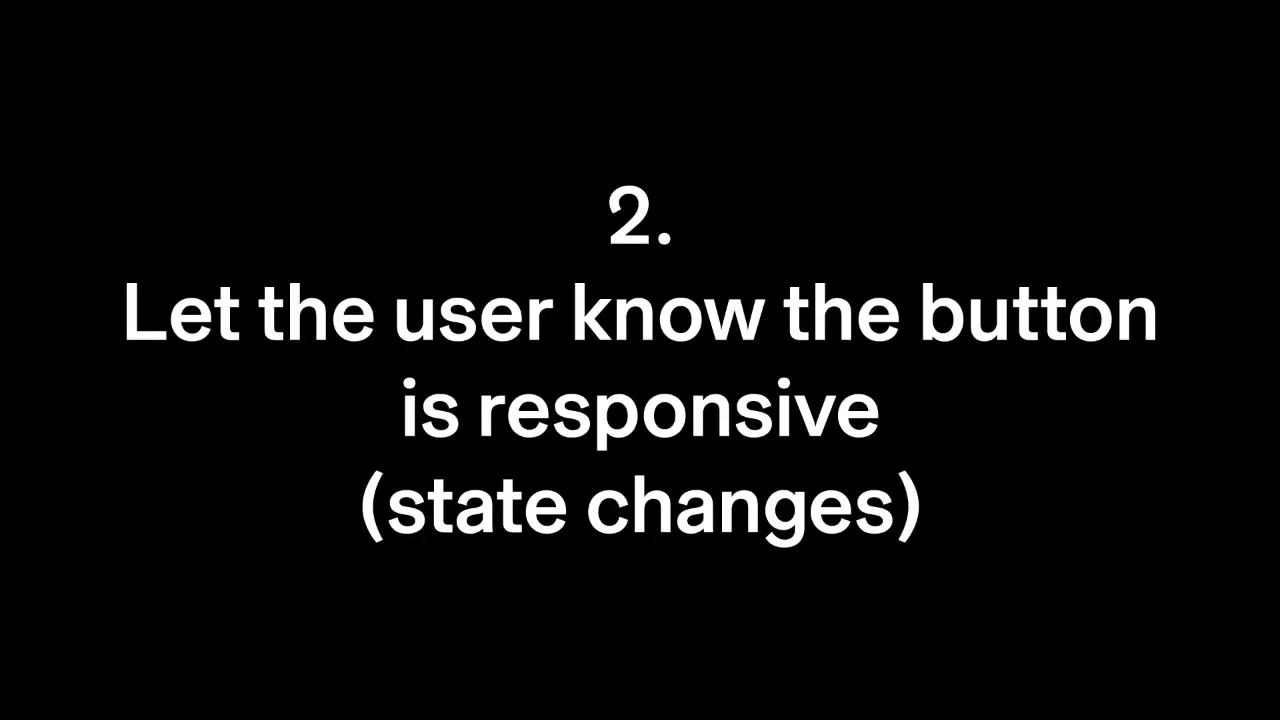 2.
Let the user know the button
is responsive
(state changes)